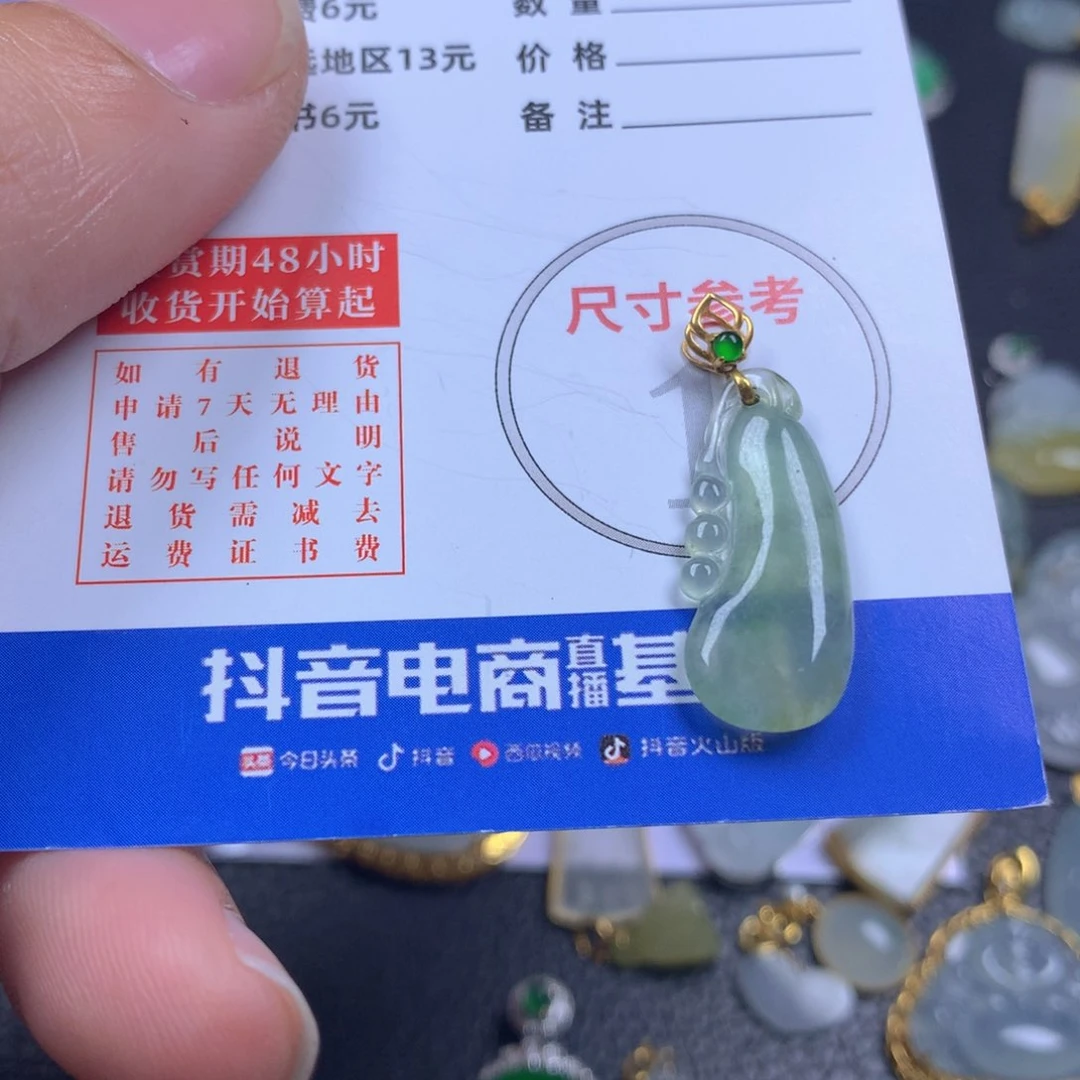 费6元
数量
选地区13元
价格
书6元
备注
赏期48小时
收货开始算起
尺寸参考
如有退货
申请7天无理由
售后说明
请勿写任何文字
退货需减去
运费证书费
抖音电商直播基
头条 今日头条 抖音 西瓜视频 抖音火山版